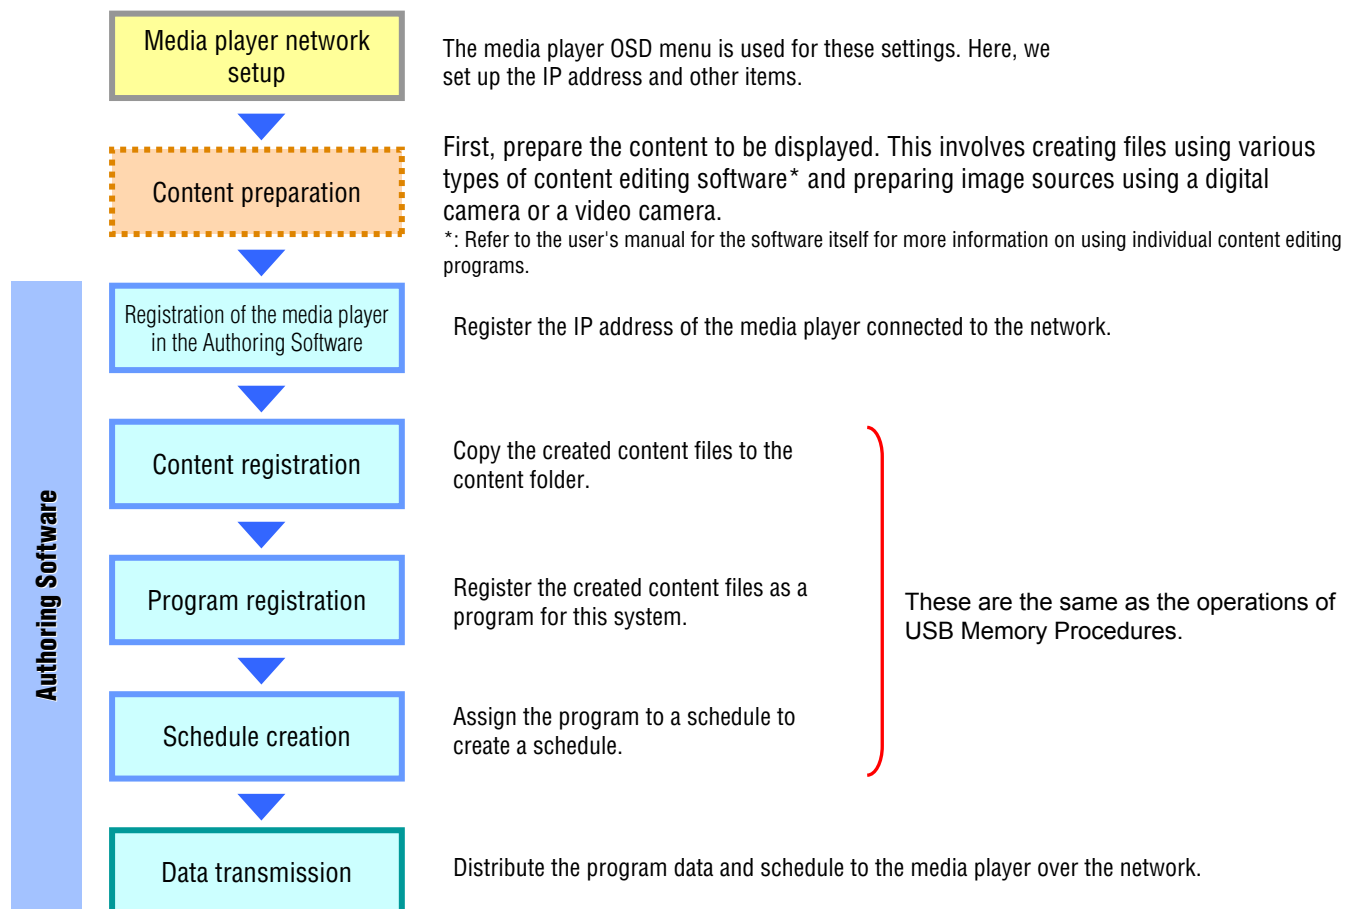 Media player network
setup
The media player OSD menu is used for these settings. Here, we
set up the IP address and other items.
Content preparation
First, prepare the content to be displayed. This involves creating files using various
types of content editing software* and preparing image sources using a digital
camera or a video camera.
*: Refer to the user's manual for the software itself for more information on using individual content editing
programs.
Authoring Software
Registration of the media player
in the Authoring Software
Register the IP address of the media player connected to the network.
Content registration
Copy the created content files to the
content folder.
Program registration
Register the created content files as a
program for this system.
These are the same as the operations of
USB Memory Procedures.
Schedule creation
Assign the program to a schedule to
create a schedule.
Data transmission
Distribute the program data and schedule to the media player over the network.